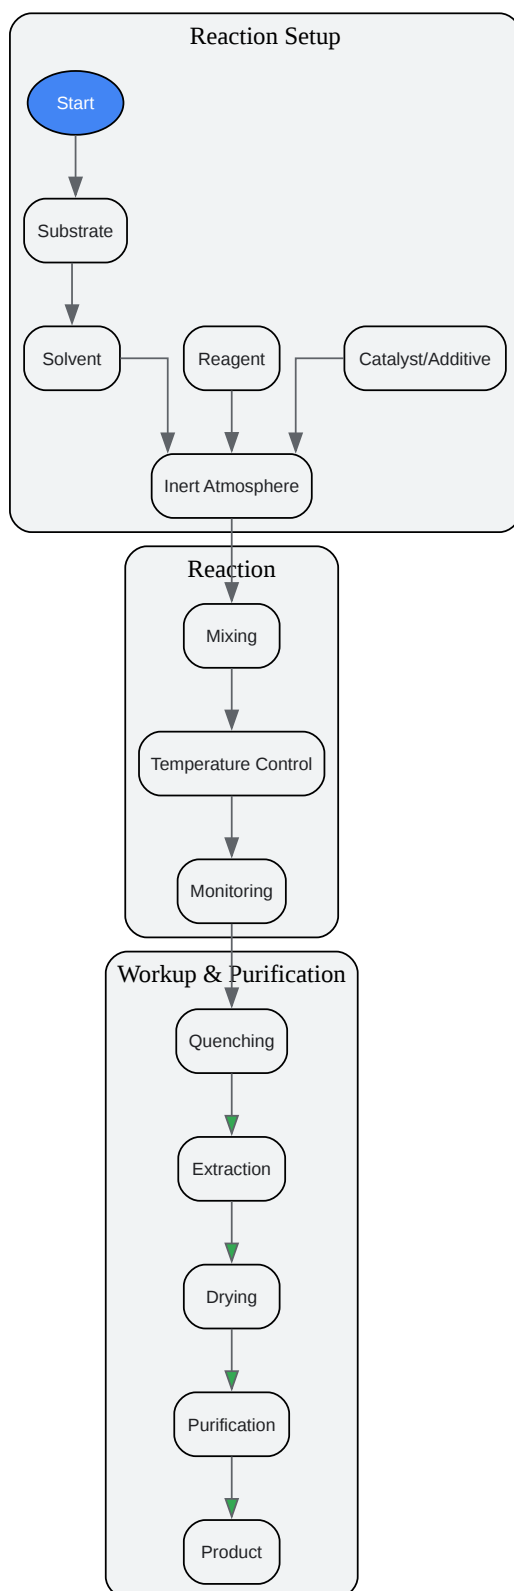 Reaction Setup
Start
Substrate
Solvent
Reagent
Catalyst/Additive
Inert Atmosphere
Reaction
Mixing
Temperature Control
Monitoring
Workup & Purification
Quenching
Extraction
Drying
Purification
Product